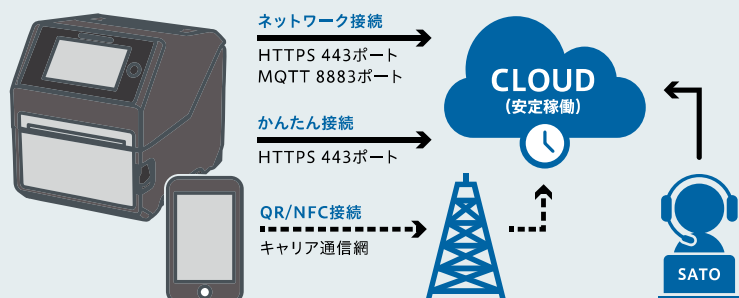 ネットワーク接続
HTTPS 443ポート
MQTT 8883ポート
CLOUD
(安定稼働)
かんたん接続
HTTPS 443ポート
QR/NFC接続
キャリア通信網
SATO